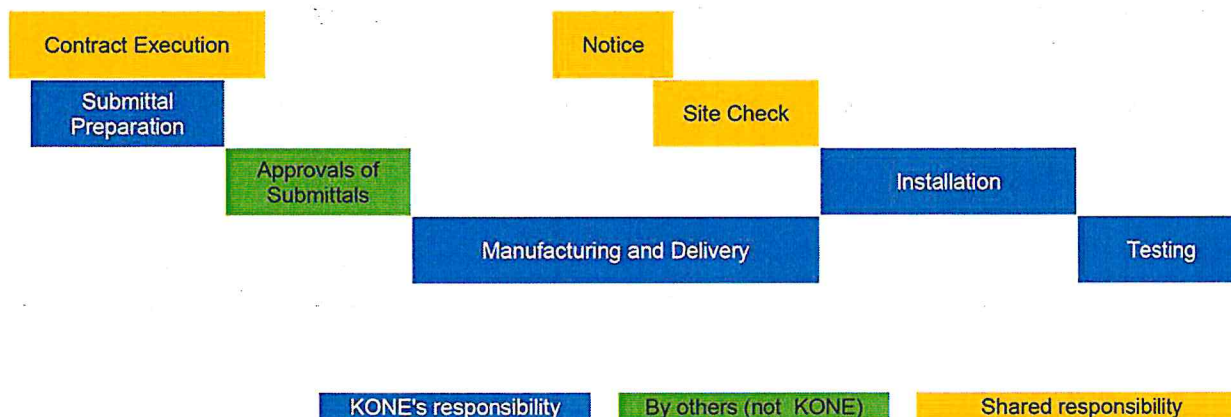 Contract Execution
Notice
Submittal
Preparation
Site Check
Approvals of
Submittals
Installation
Manufacturing and Delivery
Testing
KONE's responsibility
By others (not KONE)
Shared responsibility